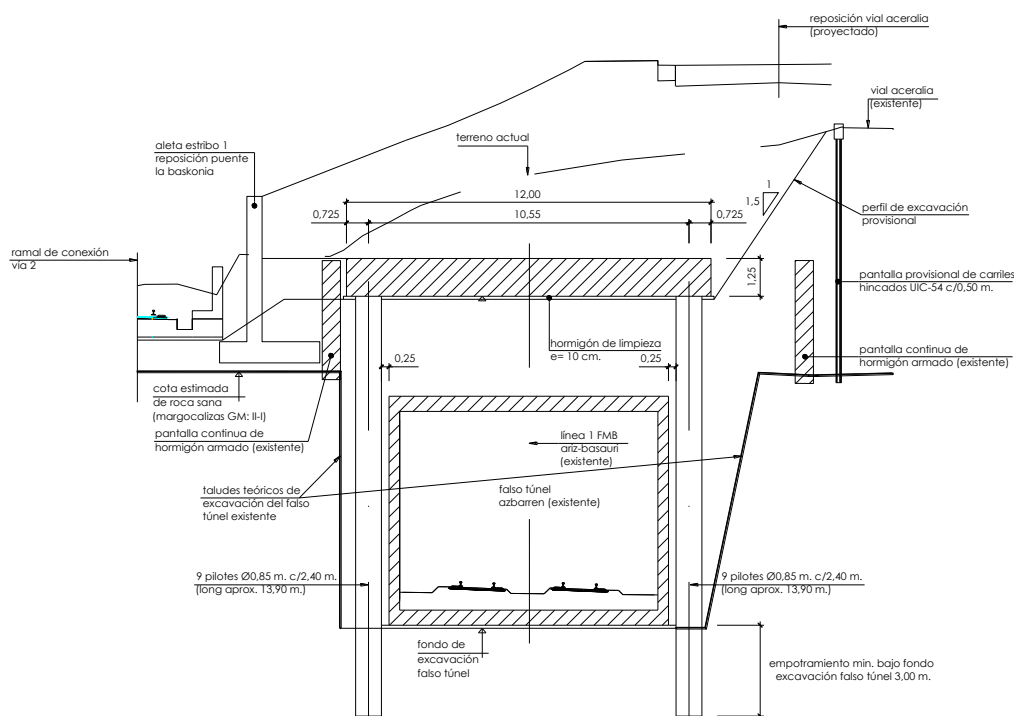 reposición vial aceralia
(proyectado)
vial aceralia
(existente)
aleta estribo 1
reposición puente
la baskonia
terreno actual
12,00
0,725
10,55
0,725
1
1,5
perfil de excavación
provisional
ramal de conexión
vía 2
1,25
pantalla provisional de carriles
hincados UIC-54 c/0,50 m.
hormigón de limpieza
e= 10 cm.
0,25
0,25
pantalla continua de
hormigón armado (existente)
cota estimada
de roca sana
(margocalizas GM: II-I)
pantalla continua de
hormigón armado (existente)
línea 1 FMB
ariz-basauri
(existente)
taludes teóricos de
excavación del falso
túnel existente
falso túnel
azbarren (existente)
9 pilotes Ø0,85 m. c/2,40 m.
(long aprox. 13,90 m.)
9 pilotes Ø0,85 m. c/2,40 m.
(long aprox. 13,90 m.)
fondo de
excavación
falso túnel
empotramiento min. bajo fondo
excavación falso túnel 3,00 m.